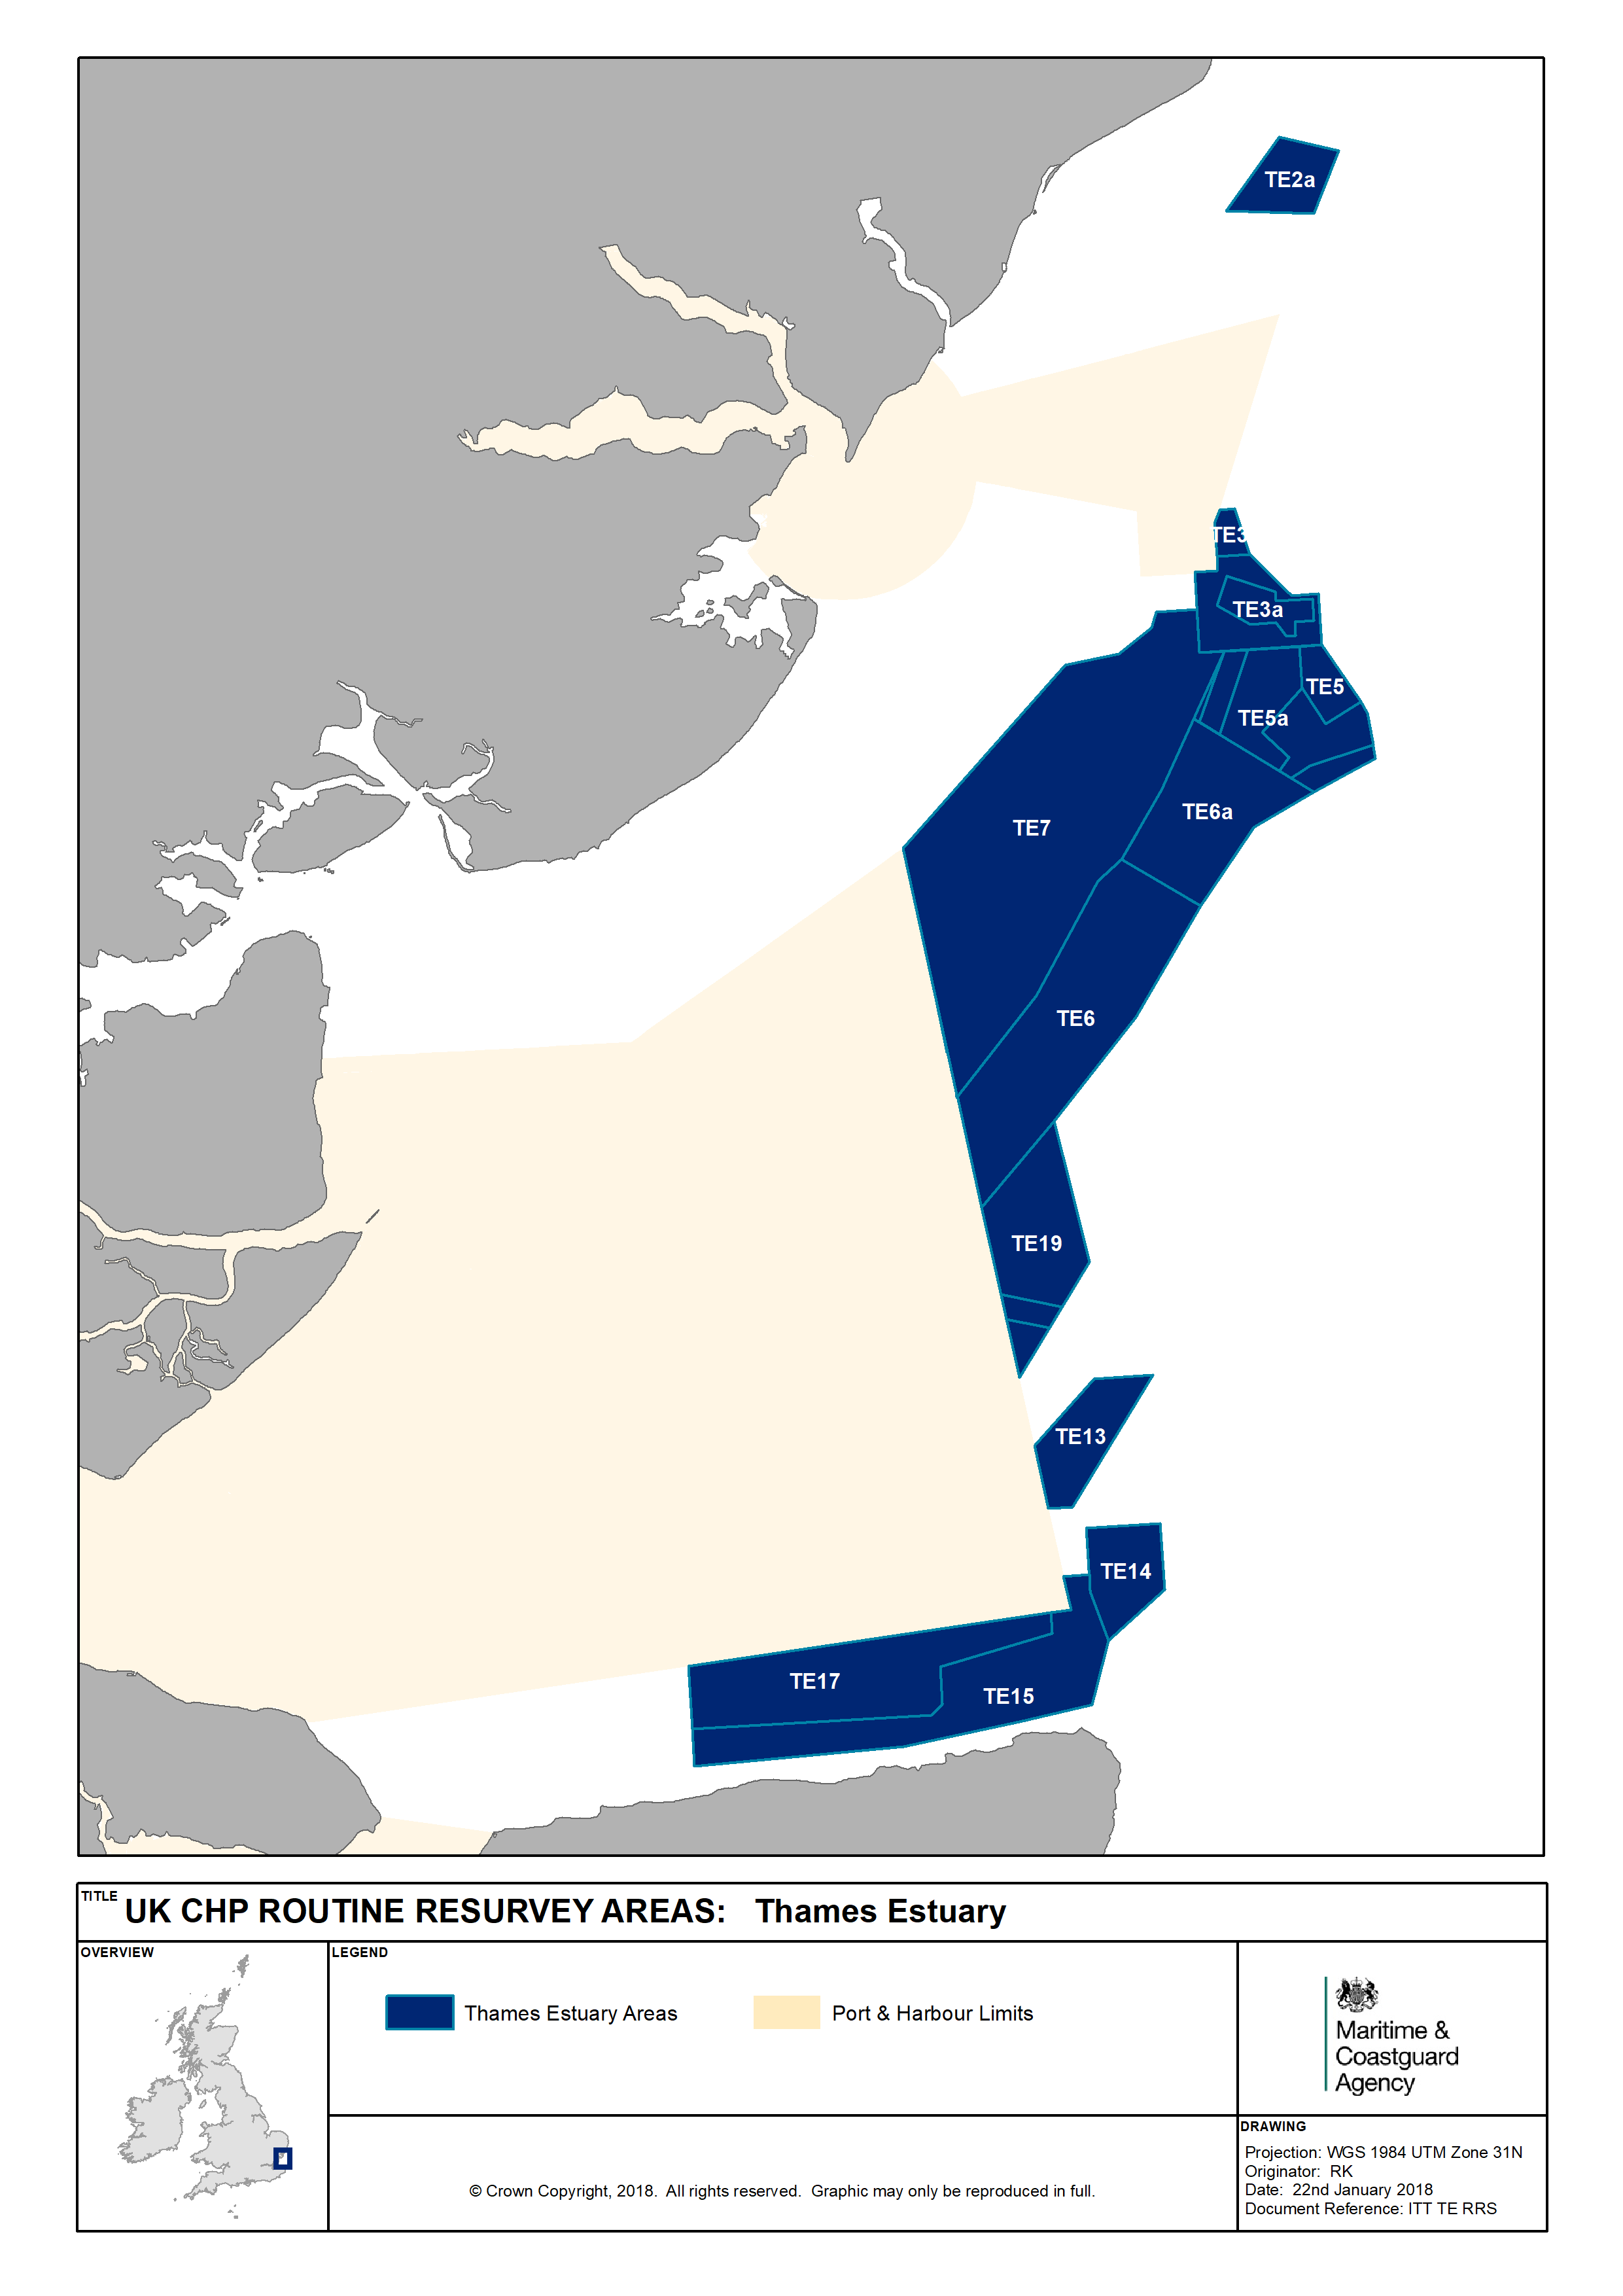 TE2a
TE3
TE3a
TE5
TE5a
TE6a
TE7
TE6
TE19
TE13
TE14
TE17
TE15
TITLE UK CHP ROUTINE RESURVEY AREAS: Thames Estuary
OVERVIEW
LEGEND
Thames Estuary Areas
Port & Harbour Limits
Maritime &
Coastguard
Agency
© Crown Copyright, 2018. All rights reserved. Graphic may only be reproduced in full.
DRAWING
Projection: WGS 1984 UTM Zone 31N
Originator: RK
Date: 22nd January 2018
Document Reference: ITT TE RRS